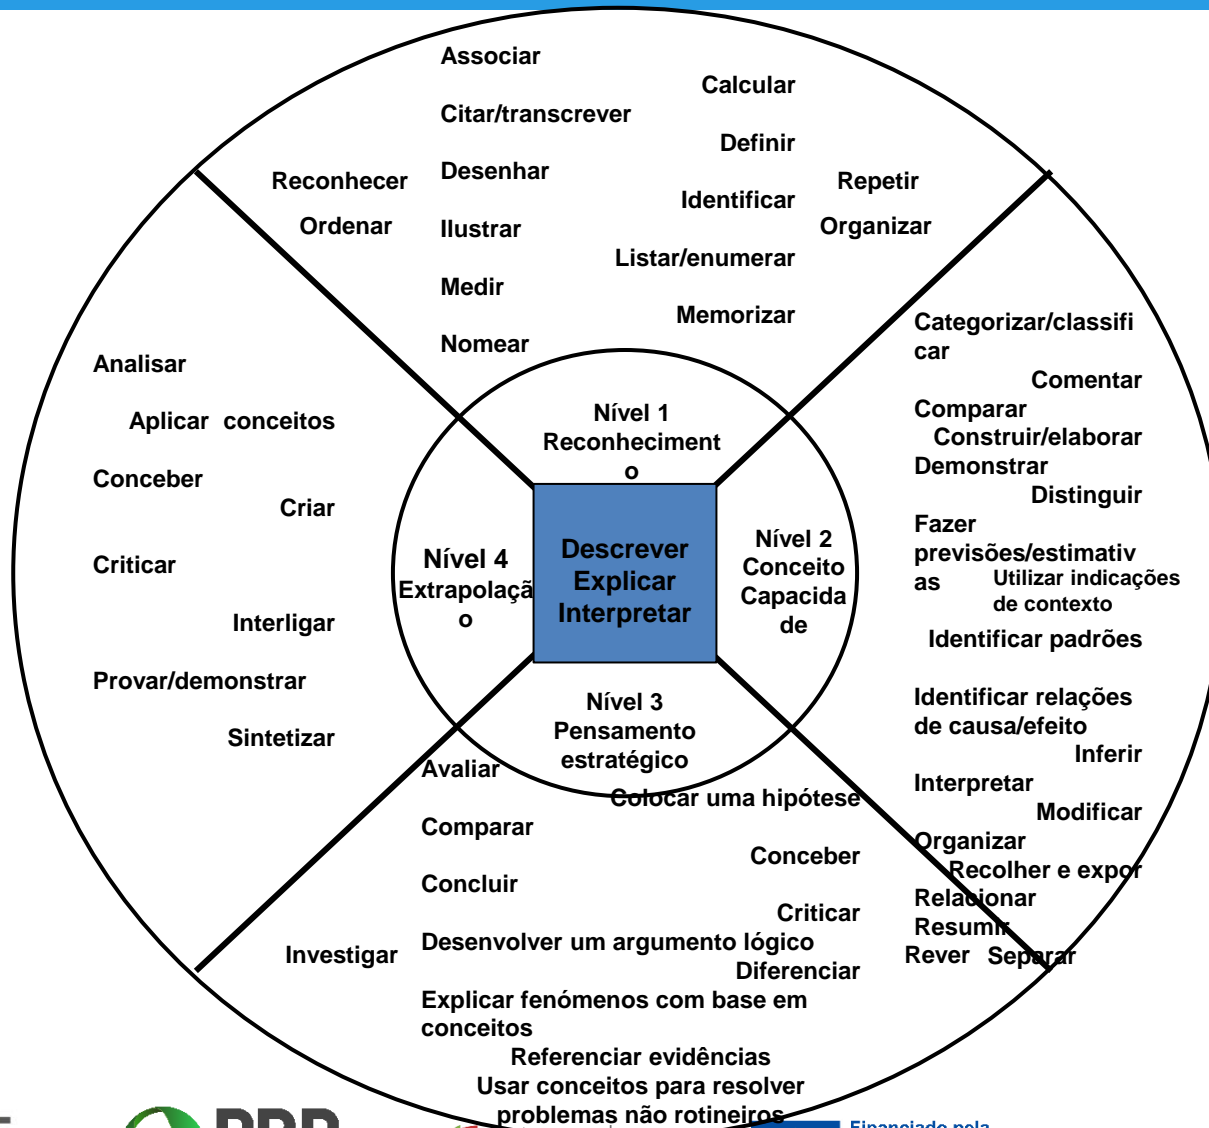 Associar
Calcular
Citar/transcrever
Definir
Desenhar
Reconhecer
Repetir
Identificar
Ordenar
Ilustrar
Organizar
Listar/enumerar
Medir
Memorizar
Nomear
Nível 1
Reconheciment
o
Categorizar/classifi
car
Comentar
Comparar
Construir/elaborar
Demonstrar
Distinguir
Fazer
previsões/estimativ
as
Utilizar indicações
de contexto
Identificar padrões
Identificar relações
de causa/efeito
Inferir
Interpretar
Modificar
Organizar
Recolher e expor
Relacionar
Resumir
Rever Separar
Nível 2
Conceito
Capacida
de
Descrever
Explicar
Interpretar
Nível 4
Extrapolaçã
o
Analisar
Aplicar conceitos
Conceber
Criar
Criticar
Interligar
Provar/demonstrar
Sintetizar
Nível 3
Pensamento
estratégico
Avaliar
Colocar uma hipótese
Comparar
Conceber
Concluir
Criticar
Desenvolver um argumento lógico
Investigar
Diferenciar
Explicar fenómenos com base em
conceitos
Referenciar evidências
Usar conceitos para resolver
problemas não rotineiros
PRR
Financiado pela